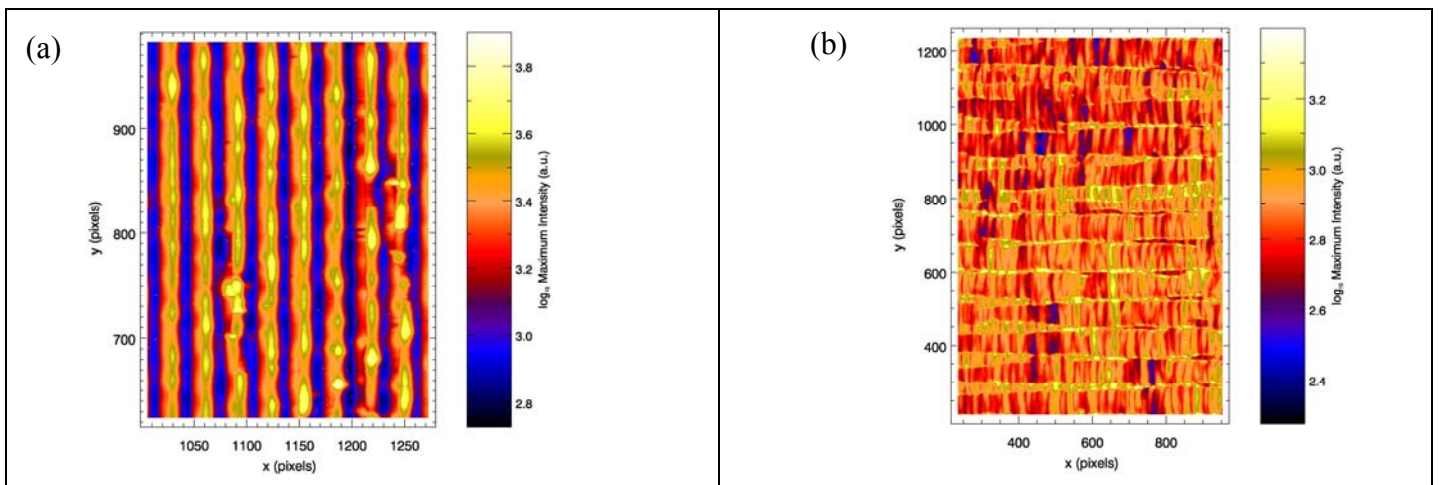 (a)
900
800
700
y (pixels)
1050 1100 1150 1200 1250
x (pixels)
3.8
3.6
3.4
3.2
3.0
2.8
log₁₀ Maximum Intensity (a.u.)
(b)
1200
1000
800
600
400
y (pixels)
400 600 800
x (pixels)
3.2
3.0
2.8
2.6
2.4
log₁₀ Maximum Intensity (a.u.)